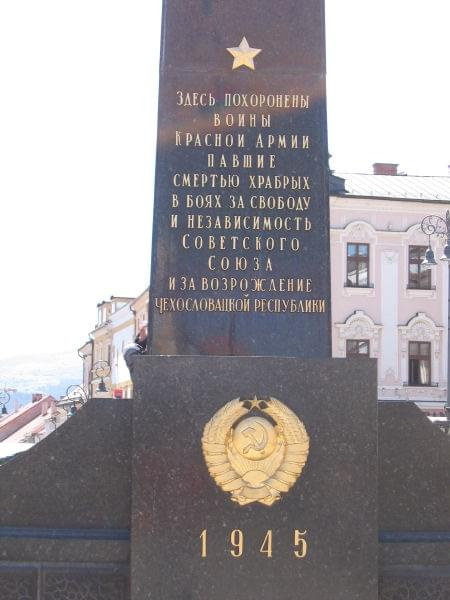 Здесь похоронены
воины
Красной Армии
павшие
смертью храбрых
в боях за свободу
и независимость
Советского
Союза
и за возрождение
Чехословацкой республики
1945